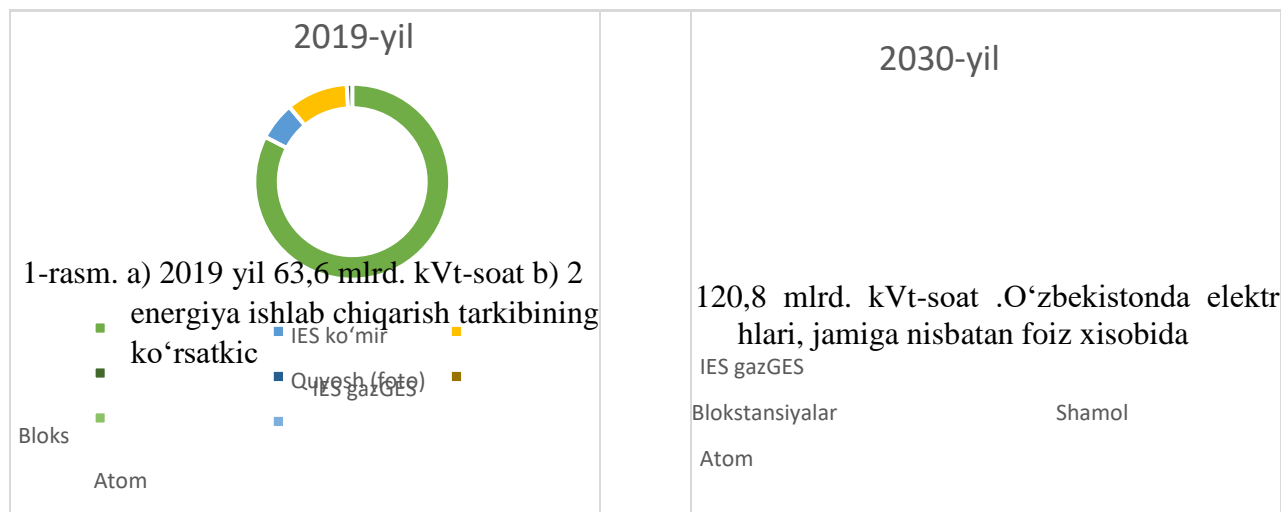 2019-yil
1-rasm. a) 2019 yil 63,6 mlrd. kVt-soat b) 2
energiya ishlab chiqarish tarkibining
ko‘rsatkic
IES ko‘mir
Quyosh (foto)
IES gazGES
Bloks
Atom
2030-yil
120,8 mlrd. kVt-soat .O‘zbekistonda elektr
hlari, jamiga nisbatan foiz xisobida
IES gazGES
Blokstansiyalar Shamol
Atom